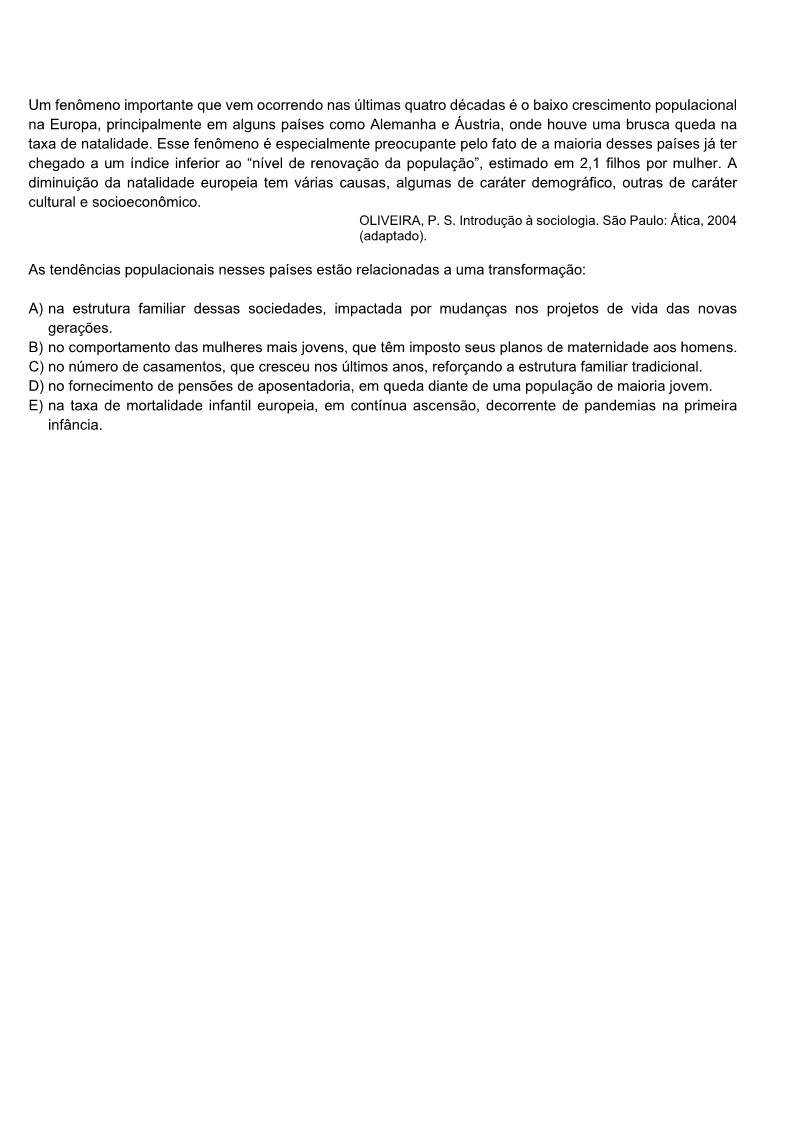 Um fenômeno importante que vem ocorrendo nas últimas quatro décadas é o baixo crescimento populacional
na Europa, principalmente em alguns países como Alemanha e Áustria, onde houve uma brusca queda na
taxa de natalidade. Esse fenômeno é especialmente preocupante pelo fato de a maioria desses países já ter
chegado a um índice inferior ao “nível de renovação da população”, estimado em 2,1 filhos por mulher. A
diminuição da natalidade europeia tem várias causas, algumas de caráter demográfico, outras de caráter
cultural e socioeconômico.
OLIVEIRA, P. S. Introdução à sociologia. São Paulo: Ática, 2004
(adaptado).
As tendências populacionais nesses países estão relacionadas a uma transformação:
A) na estrutura familiar dessas sociedades, impactada por mudanças nos projetos de vida das novas
gerações.
B) no comportamento das mulheres mais jovens, que têm imposto seus planos de maternidade aos homens.
C) no número de casamentos, que cresceu nos últimos anos, reforçando a estrutura familiar tradicional.
D) no fornecimento de pensões de aposentadoria, em queda diante de uma população de maioria jovem.
E) na taxa de mortalidade infantil europeia, em contínua ascensão, decorrente de pandemias na primeira
infância.